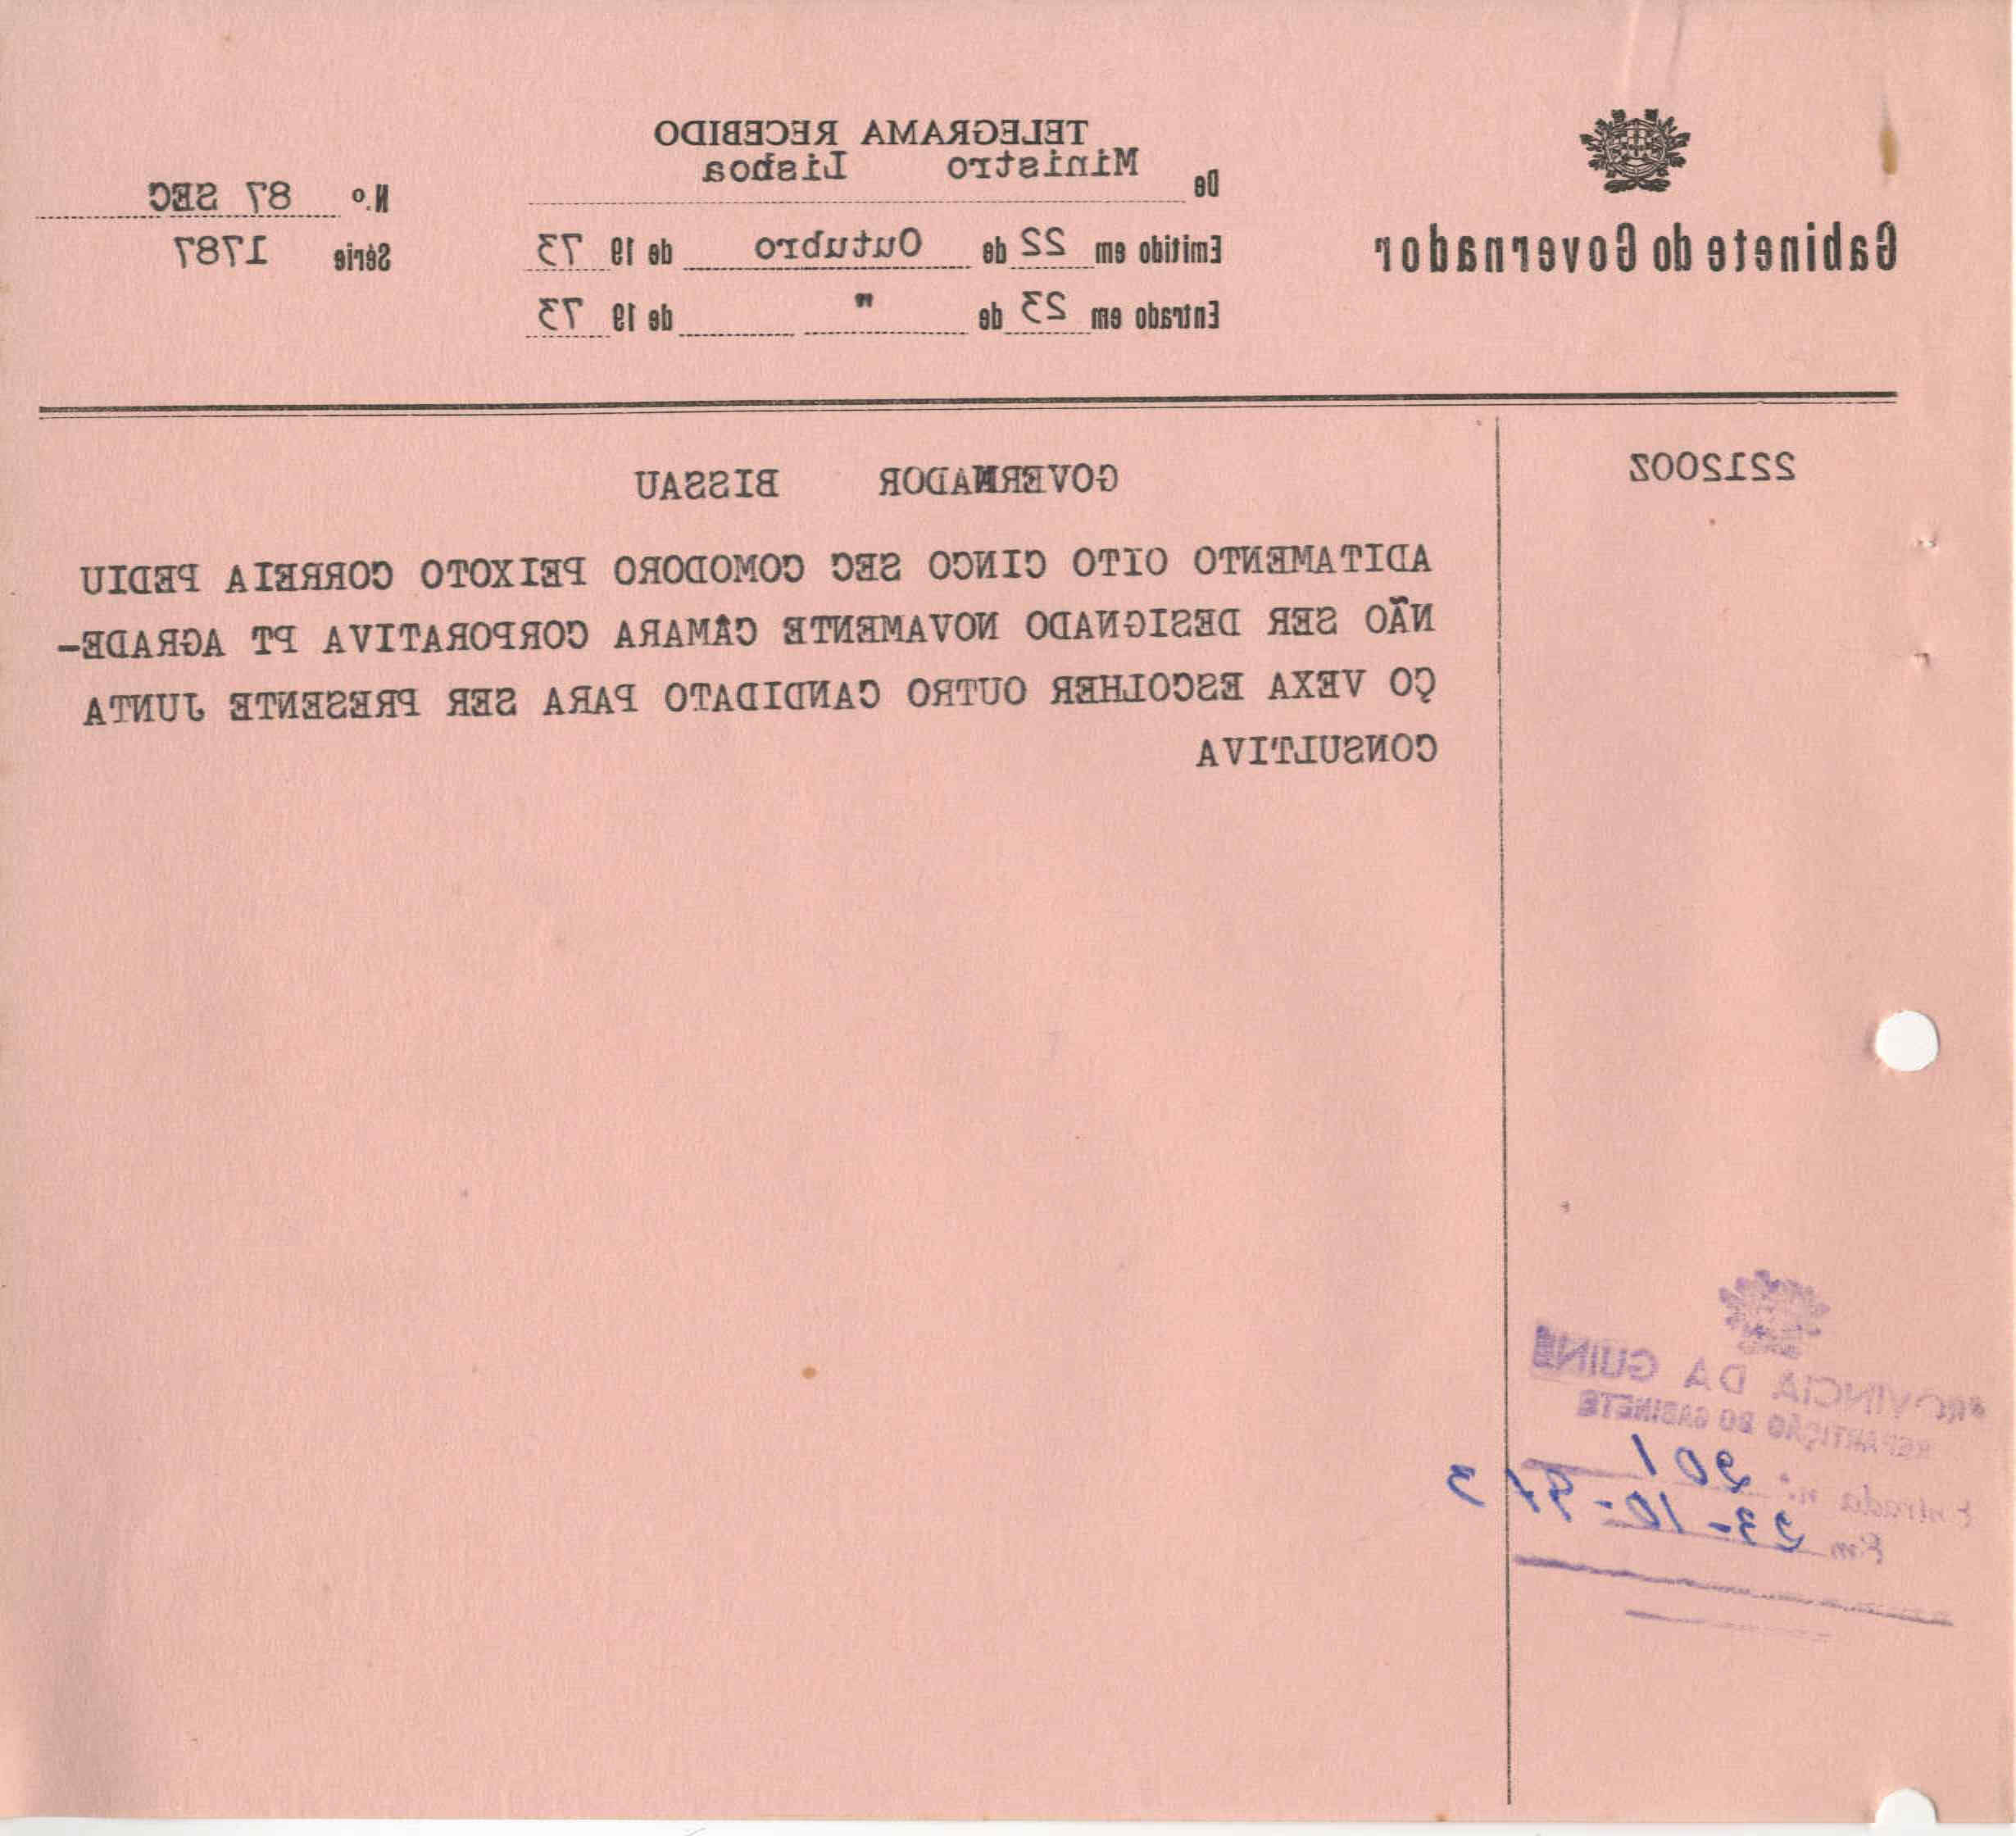 Gabinete do Governador
TELEGRAMA RECEBIDO
De Ministro Lisboa
Emitido em 22 de Outubro de 19 73
Entrado em 23 de " de 19 73
N.º 87 SEC
Série 1787
221200Z
GOVERNADOR BISSAU
ADITAMENTO OITO CINCO SEC COMODORO PEIXOTO CORREIA PEDIU
NÃO SER DESIGNADO NOVAMENTE CÂMARA CORPORATIVA PT AGRADE-
ÇO VEXA ESCOLHER OUTRO CANDIDATO PARA SER PRESENTE JUNTA
CONSULTIVA
PROVINCIA DA GUINÉ
REPARTIÇÃO DO GABINETE
Entrada n.º 901
Em 23-10-973